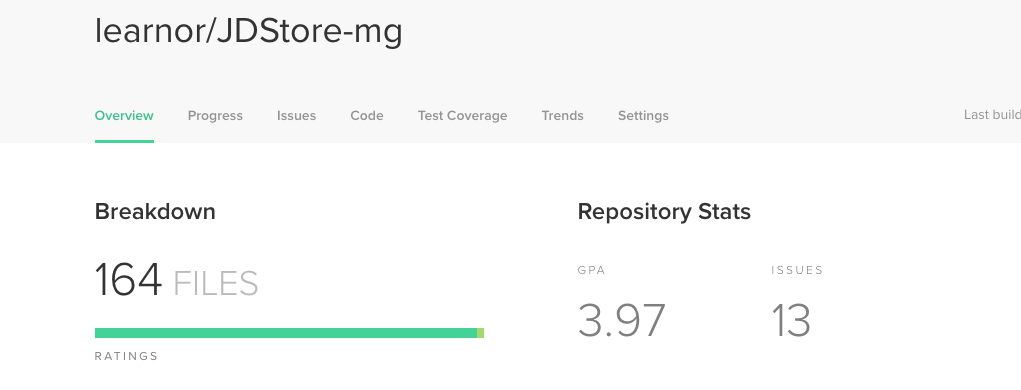 learnor/JDStore-mg
Overview Progress Issues Code Test Coverage Trends Settings Last build
Breakdown Repository Stats
164 FILES
GPA ISSUES
3.97 13
RATINGS